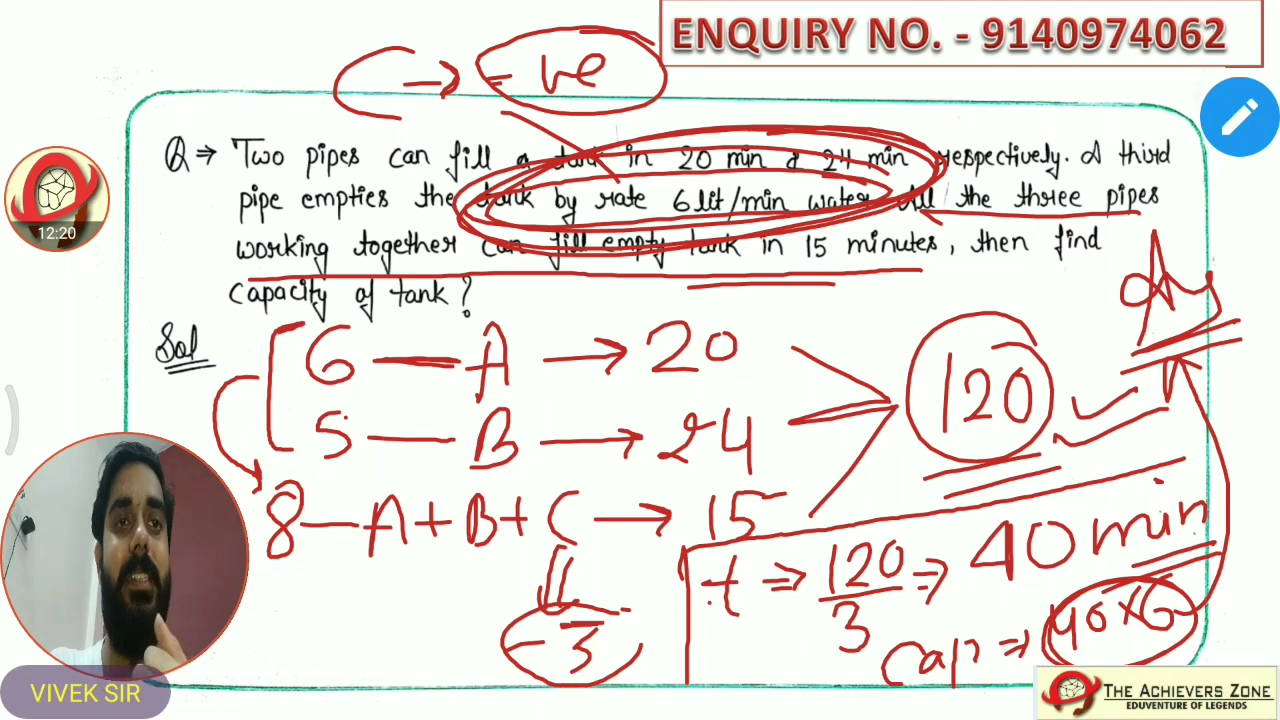 ENQUIRY NO. - 9140974062
→ - ve
Q ⇒ Two pipes can fill a tank in 20 min & 24 min respectively. A third
pipe empties the tank by rate 6 lit/min water. All the three pipes
working together can fill empty tank in 15 minutes, then find
capacity of tank?
12:20
Sol
6 — A → 20
5 — B → 24
120
Ans
8 — A + B + C → 15
- 3
t ⇒ 120/3 ⇒ 40 min
Cap ⇒ 40 × 6
VIVEK SIR
THE ACHIEVERS ZONE
EDUVENTURE OF LEGENDS